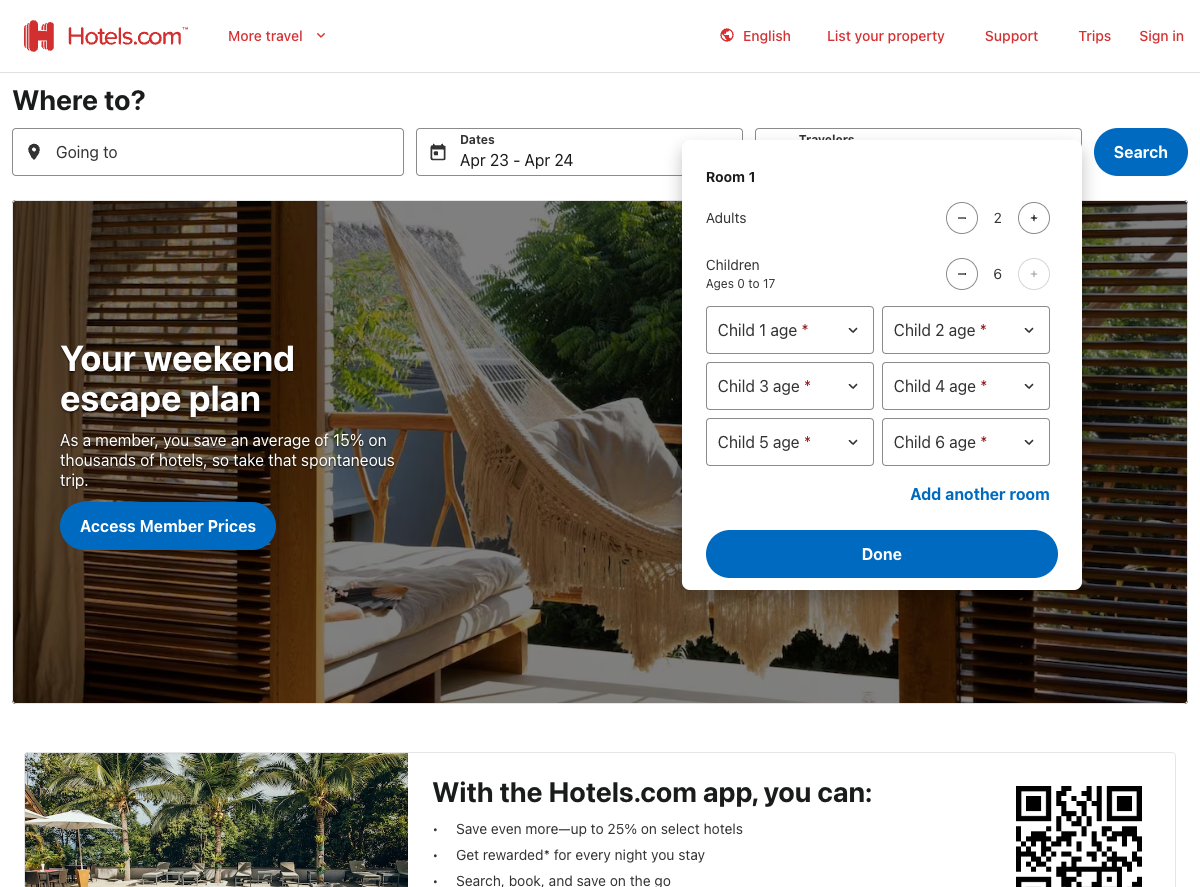 Hotels.com™
More travel
English
List your property
Support
Trips
Sign in
Where to?
Going to
Dates
Apr 23 - Apr 24
Travelers
Search
Room 1
Adults
2
Children
6
Ages 0 to 17
Child 1 age *
Child 2 age *
Child 3 age *
Child 4 age *
Child 5 age *
Child 6 age *
Add another room
Done
Your weekend
escape plan
As a member, you save an average of 15% on
thousands of hotels, so take that spontaneous
trip.
Access Member Prices
With the Hotels.com app, you can:
• Save even more—up to 25% on select hotels
• Get rewarded* for every night you stay
• Search, book, and save on the go